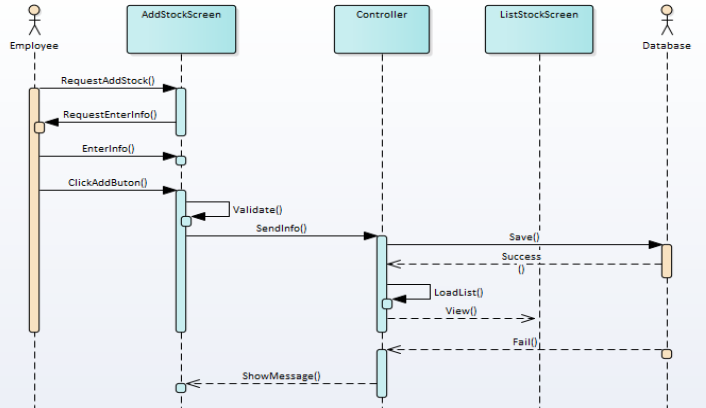 AddStockScreen
Controller
ListStockScreen
Employee
Database
RequestAddStock()
RequestEnterInfo()
EnterInfo()
ClickAddButon()
Validate()
SendInfo()
Save()
Success
()
LoadList()
View()
Fail()
ShowMessage()